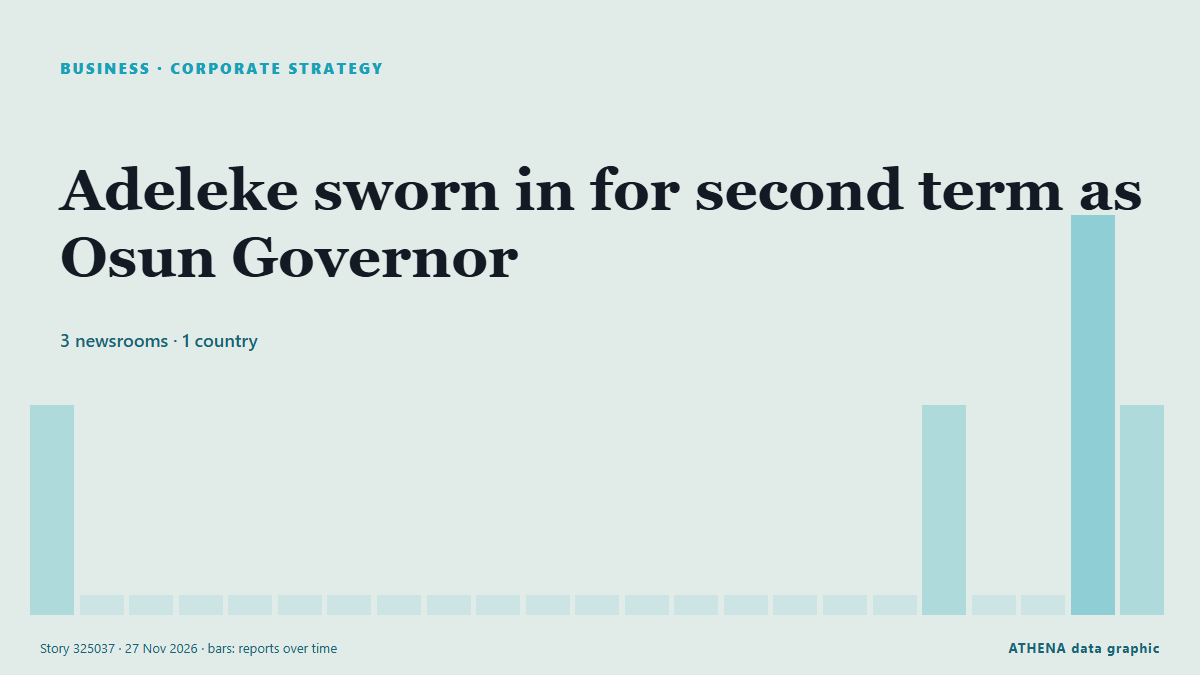 BUSINESS · CORPORATE STRATEGY
Adeleke sworn in for second term as
Osun Governor
3 newsrooms · 1 country
Story 325037 · 27 Nov 2026 · bars: reports over time
ATHENA data graphic